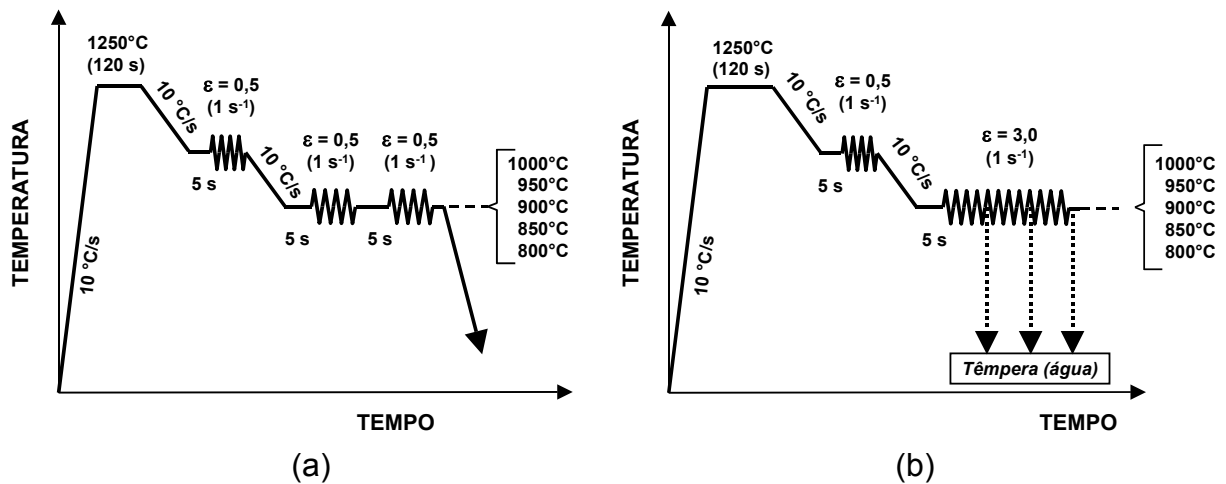 TEMPERATURA
1250°C
(120 s)
10 °C/s
10 °C/s
ε = 0,5
(1 s-1)
5 s
10 °C/s
ε = 0,5
(1 s-1)
5 s
ε = 0,5
(1 s-1)
5 s
1000°C
950°C
900°C
850°C
800°C
TEMPO
(a)
TEMPERATURA
1250°C
(120 s)
10 °C/s
10 °C/s
ε = 0,5
(1 s-1)
5 s
10 °C/s
ε = 3,0
(1 s-1)
5 s
1000°C
950°C
900°C
850°C
800°C
Têmpera (água)
TEMPO
(b)